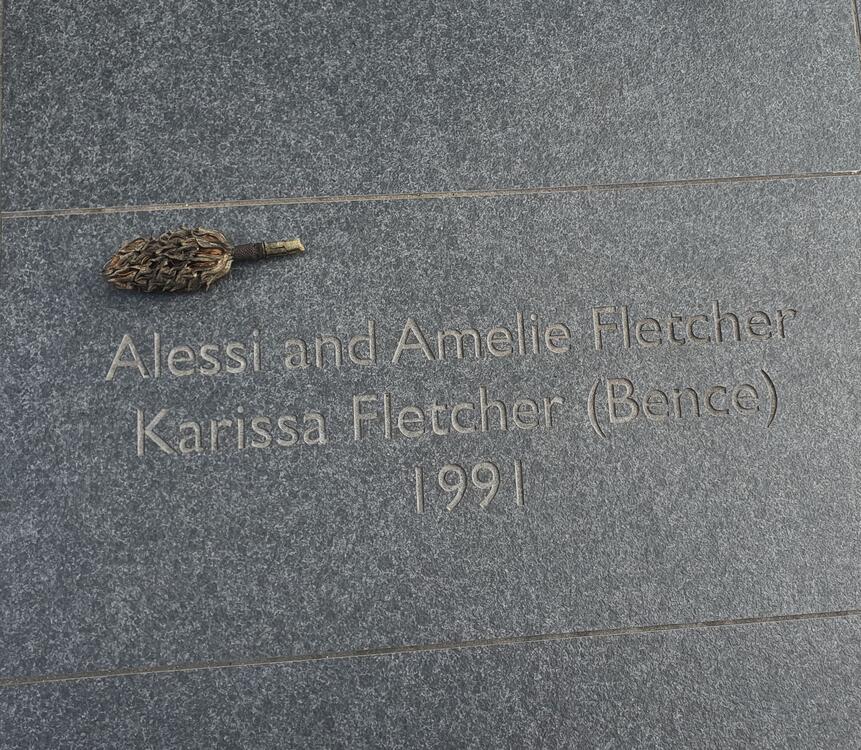 Alessi and Amelie Fletcher
Karissa Fletcher (Bence)
1991